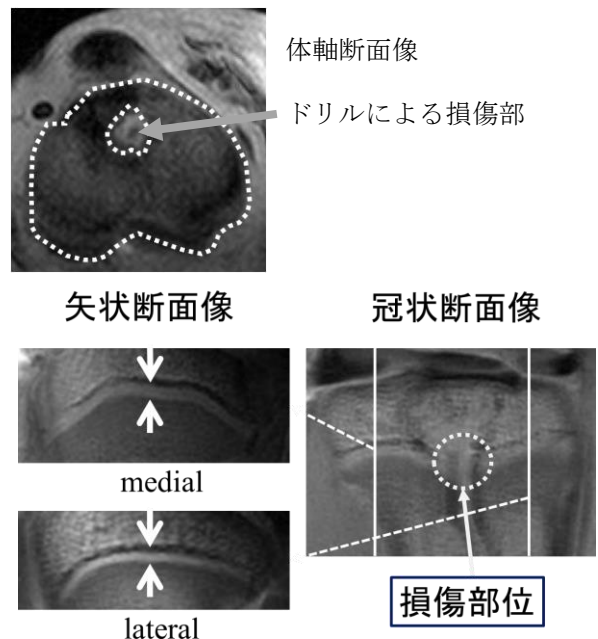 体軸断面像
ドリルによる損傷部
矢状断面像
冠状断面像
medial
lateral
損傷部位